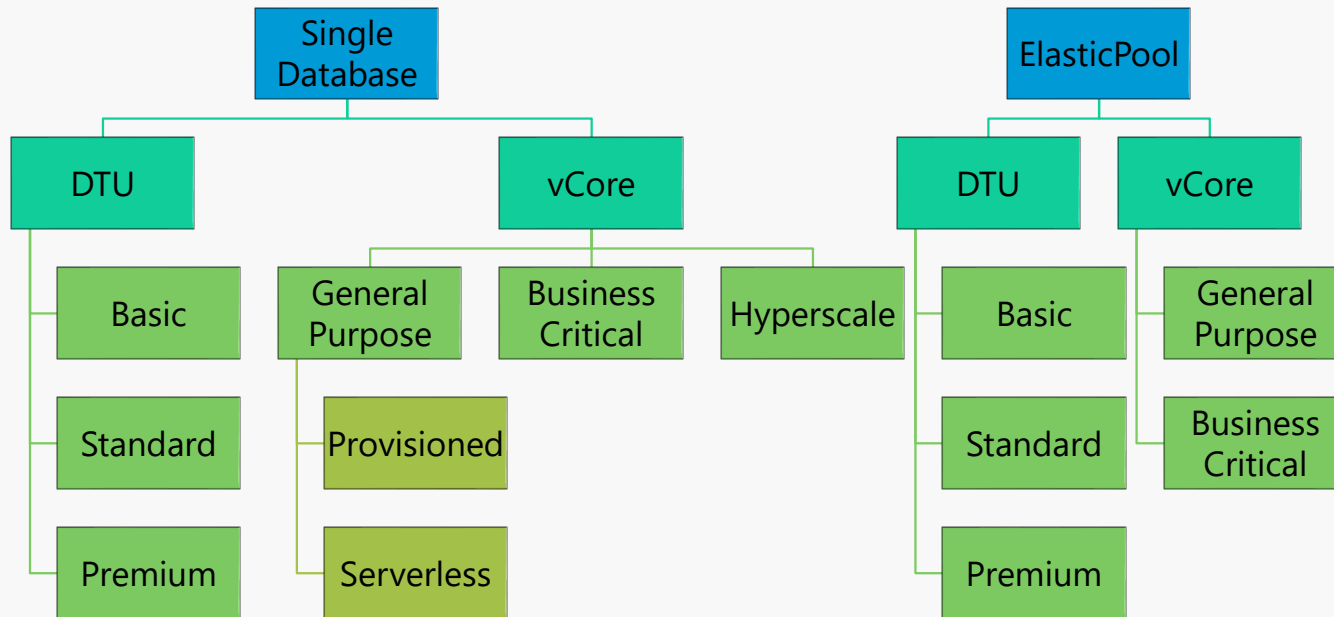 Single
Database
ElasticPool
DTU
vCore
DTU
vCore
Basic
General
Purpose
Business
Critical
Hyperscale
Basic
General
Purpose
Standard
Provisioned
Standard
Business
Critical
Premium
Serverless
Premium